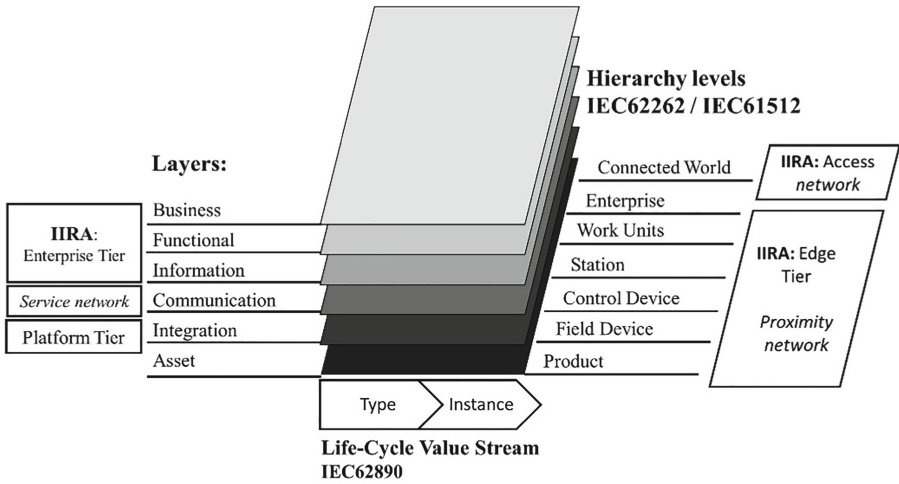 Hierarchy levels
IEC62262 / IEC61512
Layers:
IIRA:
Enterprise Tier
Service network
Platform Tier
Business
Functional
Information
Communication
Integration
Asset
Connected World
Enterprise
Work Units
Station
Control Device
Field Device
Product
IIRA: Access
network
IIRA: Edge
Tier
Proximity
network
Type
Instance
Life-Cycle Value Stream
IEC62890